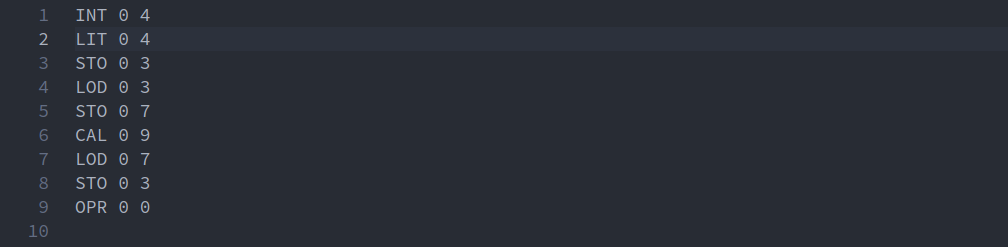 1 INT 0 4
2 LIT 0 4
3 STO 0 3
4 LOD 0 3
5 STO 0 7
6 CAL 0 9
7 LOD 0 7
8 STO 0 3
9 OPR 0 0
10